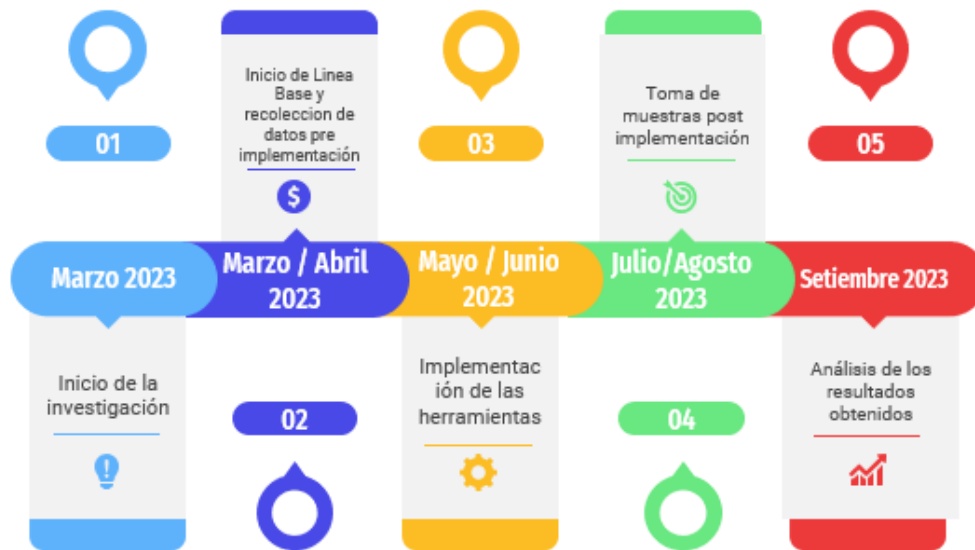 01
Marzo 2023
Inicio de la
investigación
Inicio de Linea
Base y
recoleccion de
datos pre
implementación
$
Marzo / Abril
2023
02
03
Mayo / Junio
2023
Implementac
ión de las
herramientas
Toma de
muestras post
implementación
Julio/Agosto
2023
04
05
Setiembre 2023
Análisis de los
resultados
obtenidos